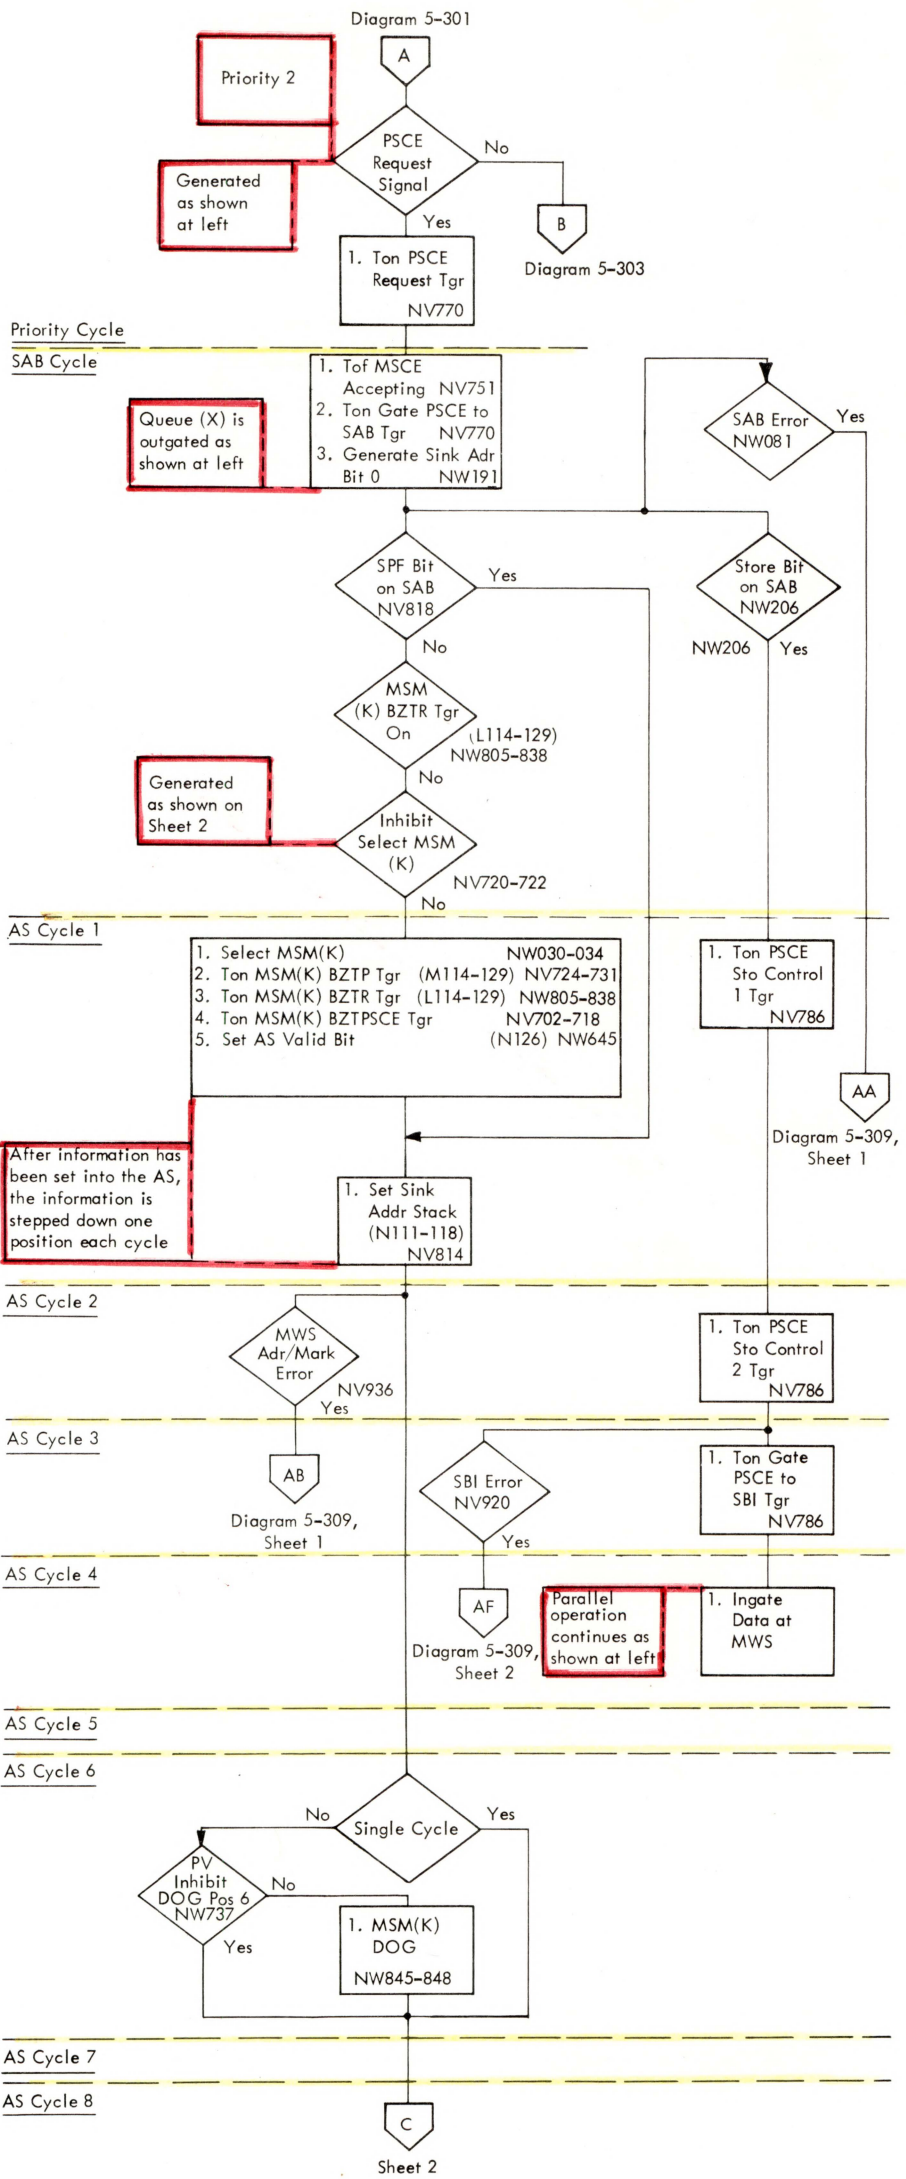 Diagram 5-301
A
Priority 2
PSCE
Request
Signal
No
Generated
as shown
at left
Yes
B
Diagram 5-303
1. Ton PSCE
Request Tgr
NV770
Priority Cycle
SAB Cycle
1. Tof MSCE
Accepting NV751
2. Ton Gate PSCE to
SAB Tgr NV770
3. Generate Sink Adr
Bit 0 NW191
Queue (X) is
outgated as
shown at left
SAB Error
NW081
Yes
SPF Bit
on SAB
NV818
Yes
No
Store Bit
on SAB
NW206
NW206 Yes
MSM
(K) BZTR Tgr
On
(L114-129)
NW805-838
No
Generated
as shown on
Sheet 2
Inhibit
Select MSM
(K)
NV720-722
No
AS Cycle 1
1. Select MSM(K) NW030-034
2. Ton MSM(K) BZTP Tgr (M114-129) NV724-731
3. Ton MSM(K) BZTR Tgr (L114-129) NW805-838
4. Ton MSM(K) BZTPSCE Tgr NV702-718
5. Set AS Valid Bit (N126) NW645
1. Ton PSCE
Sto Control
1 Tgr
NV786
AA
Diagram 5-309,
Sheet 1
After information has
been set into the AS,
the information is
stepped down one
position each cycle
1. Set Sink
Addr Stack
(N111-118)
NV814
AS Cycle 2
MWS
Adr/Mark
Error
NV936
Yes
1. Ton PSCE
Sto Control
2 Tgr
NV786
AS Cycle 3
AB
Diagram 5-309,
Sheet 1
SBI Error
NV920
Yes
1. Ton Gate
PSCE to
SBI Tgr
NV786
AS Cycle 4
AF
Diagram 5-309,
Sheet 2
Parallel
operation
continues as
shown at left
1. Ingate
Data at
MWS
AS Cycle 5
AS Cycle 6
Single Cycle
No
Yes
PV
Inhibit
DOG Pos 6
NW737
No
Yes
1. MSM(K)
DOG
NW845-848
AS Cycle 7
AS Cycle 8
C
Sheet 2